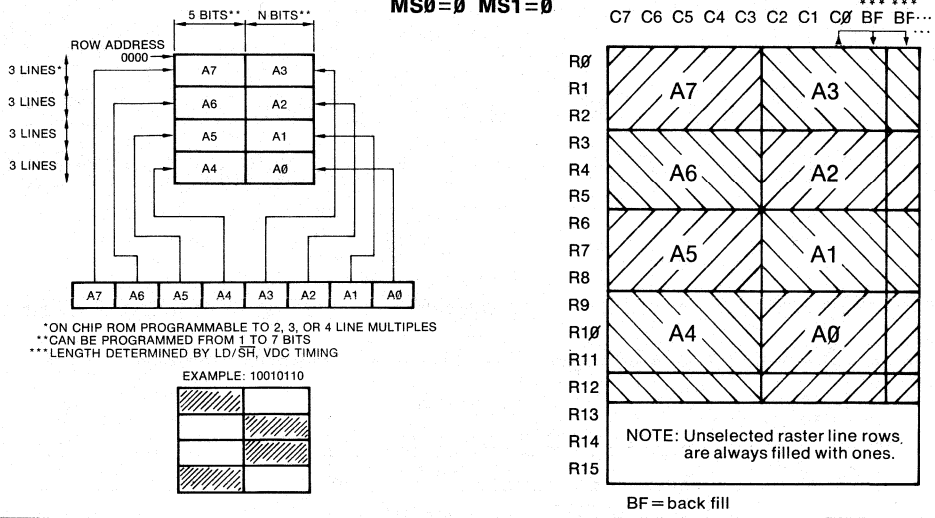 MS0=0 MS1=0
5 BITS** N BITS**
ROW ADDRESS
0000
3 LINES*
3 LINES
3 LINES
3 LINES
A7 A3
A6 A2
A5 A1
A4 AØ
A7 A6 A5 A4 A3 A2 A1 AØ
*ON CHIP ROM PROGRAMMABLE TO 2, 3, OR 4 LINE MULTIPLES
**CAN BE PROGRAMMED FROM 1 TO 7 BITS
***LENGTH DETERMINED BY LD/SH, VDC TIMING
EXAMPLE: 10010110
*** ***
C7 C6 C5 C4 C3 C2 C1 CØ BF BF...
...
RØ
R1
R2
R3
R4
R5
R6
R7
R8
R9
R1Ø
R11
R12
R13
R14
R15
A7 A3
A6 A2
A5 A1
A4 AØ
NOTE: Unselected raster line rows
are always filled with ones.
BF = back fill